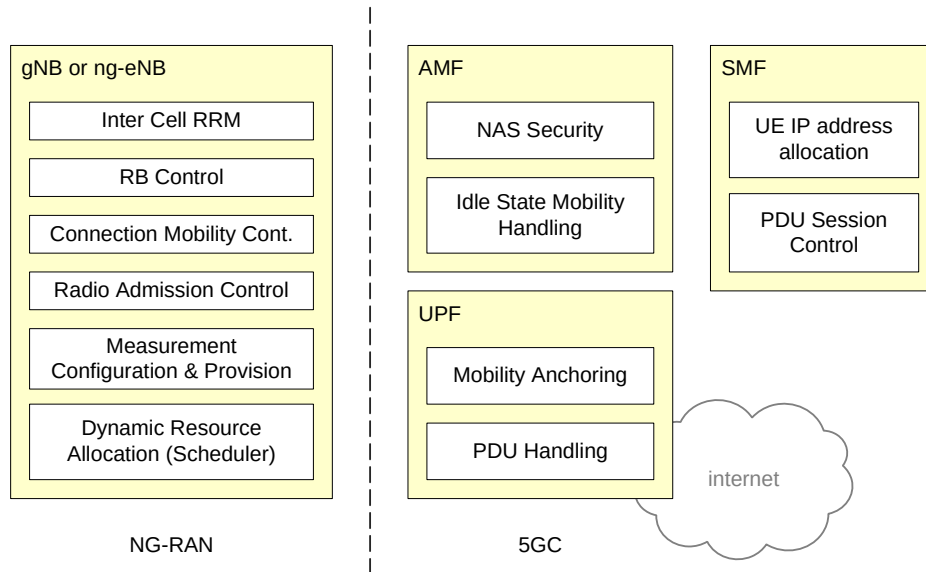 gNB or ng-eNB
Inter Cell RRM
RB Control
Connection Mobility Cont.
Radio Admission Control
Measurement
Configuration & Provision
Dynamic Resource
Allocation (Scheduler)
NG-RAN
AMF
NAS Security
Idle State Mobility
Handling
SMF
UE IP address
allocation
PDU Session
Control
UPF
Mobility Anchoring
PDU Handling
internet
5GC